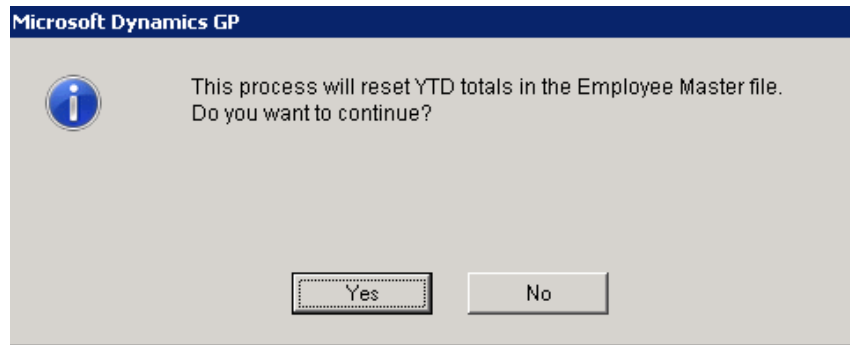 Microsoft Dynamics GP
This process will reset YTD totals in the Employee Master file.
Do you want to continue?
Yes
No